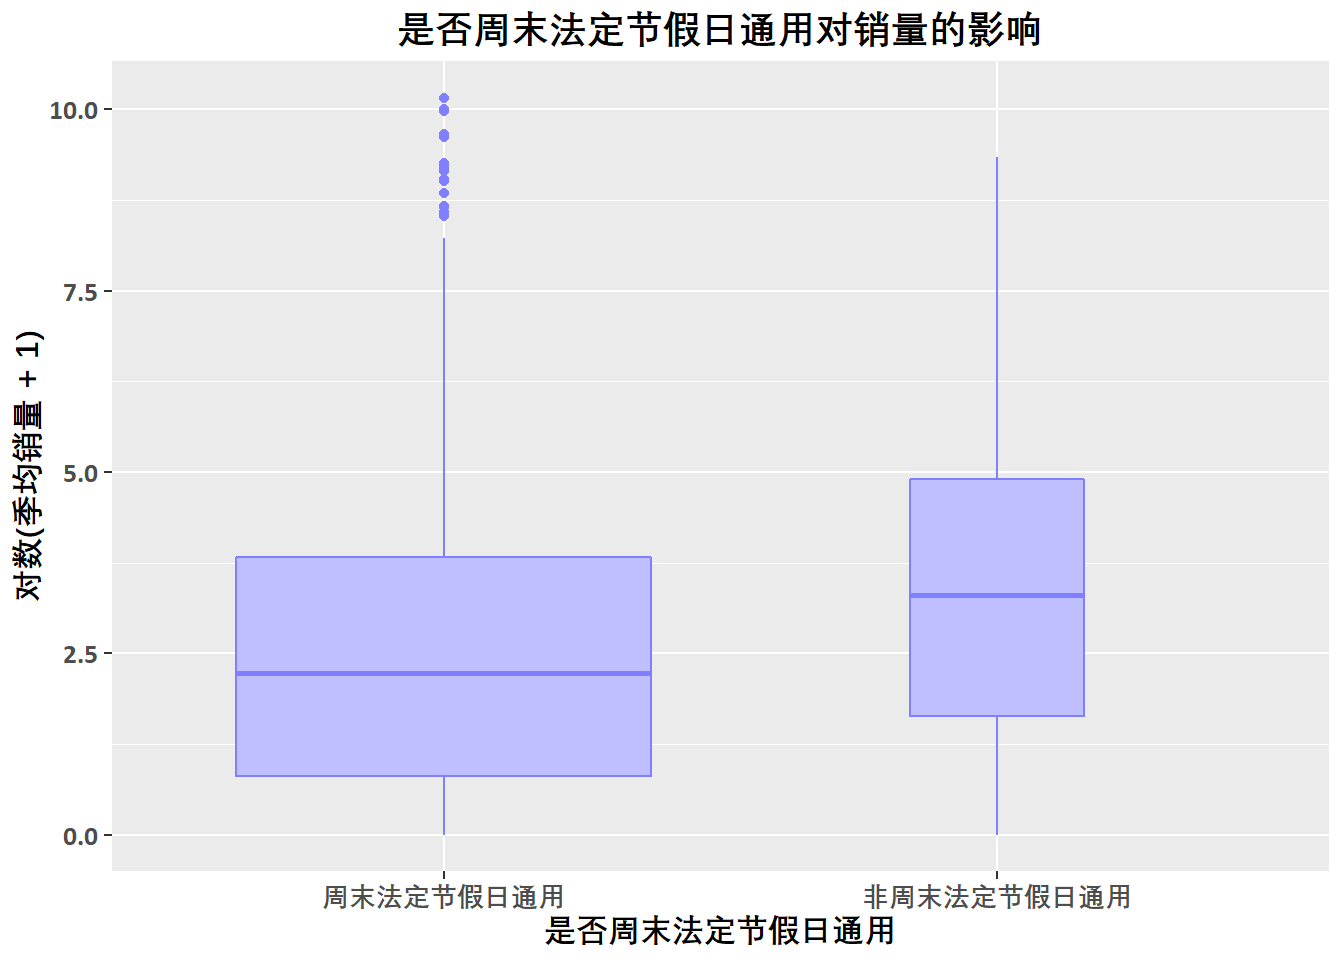 是否周末法定节假日通用对销量的影响
对数(季均销量 + 1)
10.0
7.5
5.0
2.5
0.0
周末法定节假日通用
非周末法定节假日通用
是否周末法定节假日通用